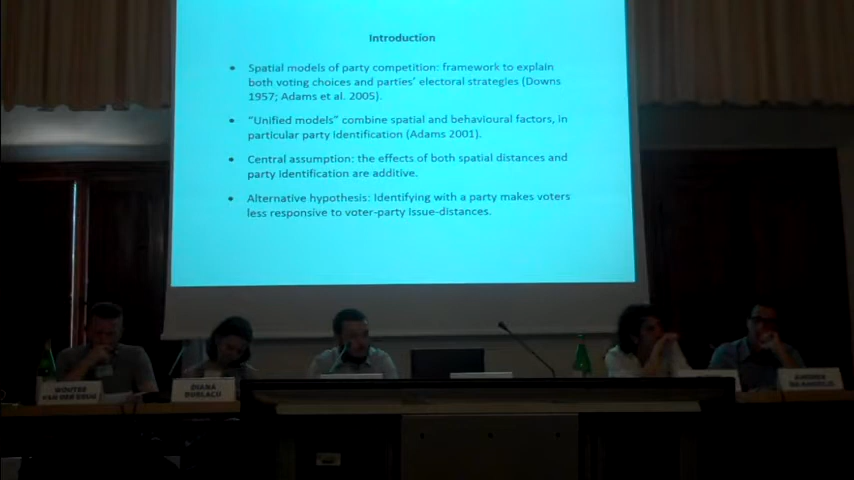 Introduction
• Spatial models of party competition: framework to explain
both voting choices and parties’ electoral strategies (Downs
1957; Adams et al. 2005).
• “Unified models” combine spatial and behavioural factors, in
particular party identification (Adams 2001).
• Central assumption: the effects of both spatial distances and
party identification are additive.
• Alternative hypothesis: Identifying with a party makes voters
less responsive to voter-party issue-distances.
WOUTER
VAN DER BRUG
DIANA
BURLACU